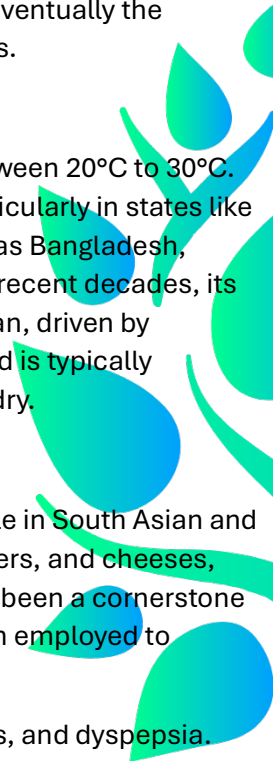 ventually the
s.
ween 20°C to 30°C.
icularly in states like
as Bangladesh,
recent decades, its
an, driven by
d is typically
dry.
le in South Asian and
ers, and cheeses,
been a cornerstone
n employed to
s, and dyspepsia.